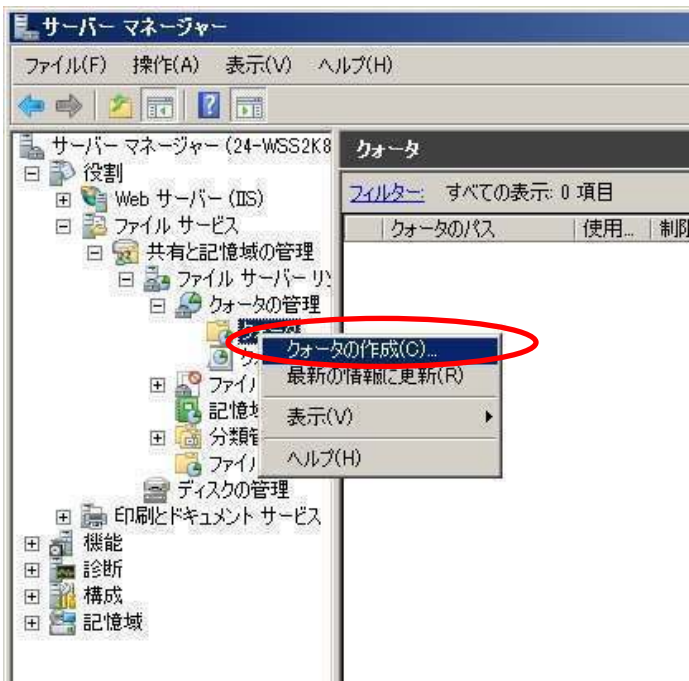 サーバー マネージャー
ファイル(F) 操作(A) 表示(V) ヘルプ(H)
サーバー マネージャー (24-WSS2K8
役割
Web サーバー (IIS)
ファイル サービス
共有と記憶域の管理
ファイル サーバー リ
クォータの管理
ファイ
記憶
分類
ファイ
ディスクの管理
印刷とドキュメント サービス
機能
診断
構成
記憶域
クォータ
フィルター: すべての表示: 0 項目
クォータのパス 使用... 制限
クォータの作成(C)...
最新の情報に更新(R)
表示(V)
ヘルプ(H)